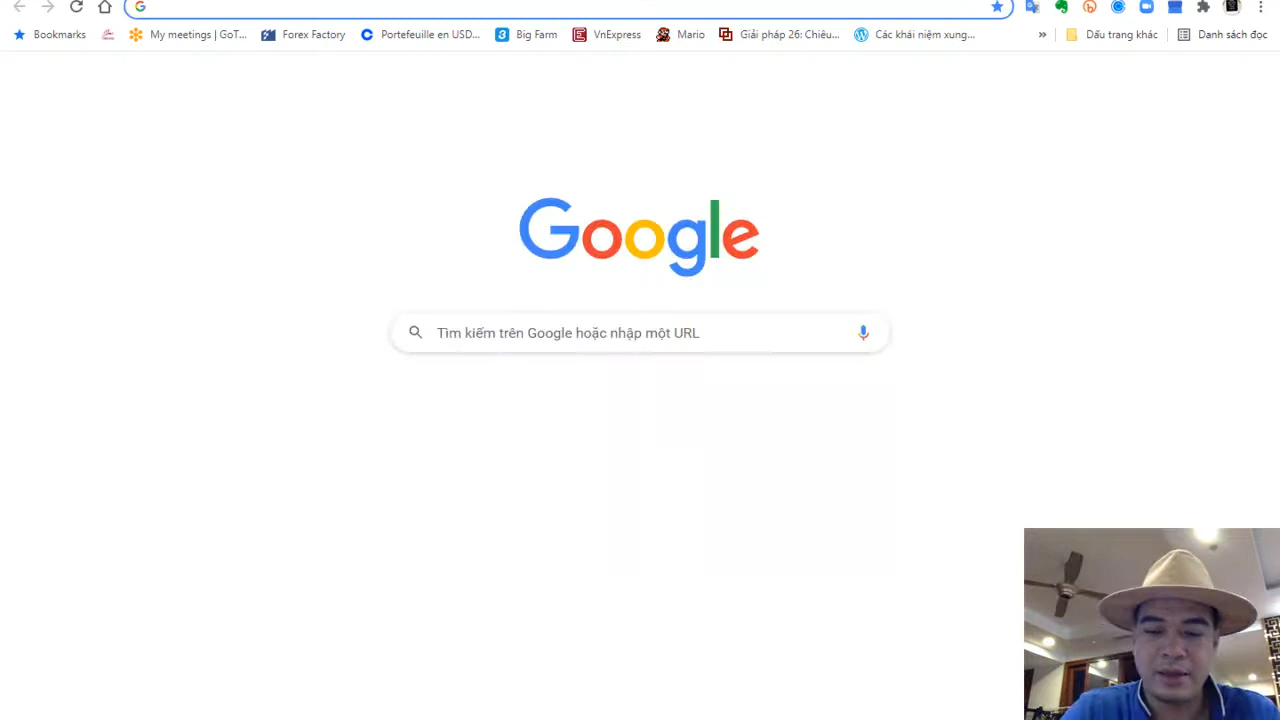 Bookmarks My meetings | GoT... Forex Factory Portefeuille en USD... Big Farm VnExpress Mario Giải pháp 26: Chiêu... Các khái niệm xung... » Dấu trang khác Danh sách đọc
Google
Tìm kiếm trên Google hoặc nhập một URL